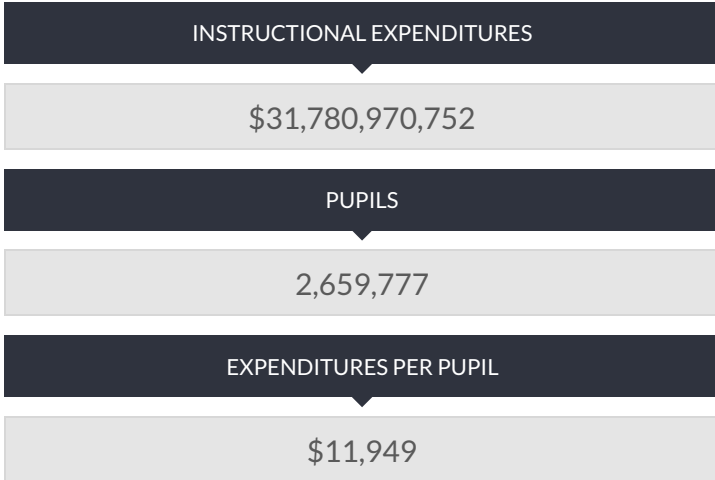 INSTRUCTIONAL EXPENDITURES
$31,780,970,752
PUPILS
2,659,777
EXPENDITURES PER PUPIL
$11,949